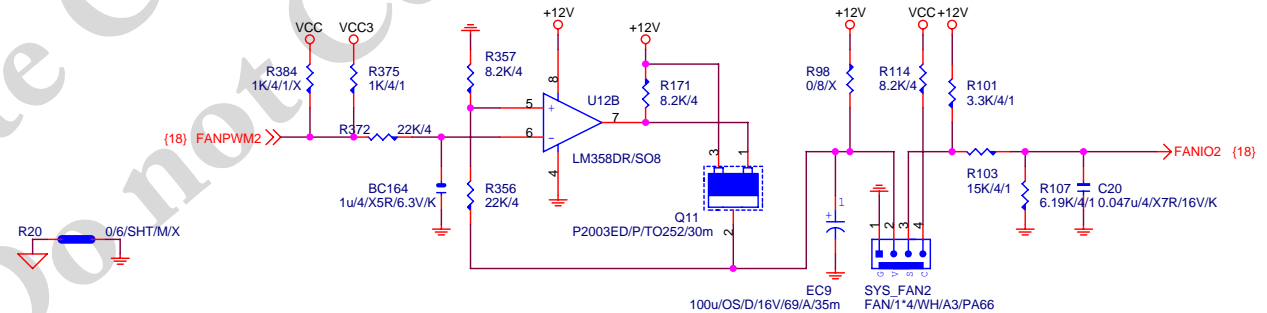 +12V
+12V
+12V
VCC
+12V
VCC
VCC3
R384
1K/4/1/X
R375
1K/4/1
R357
8.2K/4
R171
8.2K/4
R98
0/8/X
R114
8.2K/4
R101
3.3K/4/1
8
5
+
U12B
7
6
−
{18} FANPWM2
R372
22K/4
LM358DR/SO8
4
3
1
FANIO2 {18}
BC164
1u/4/X5R/6.3V/K
R356
22K/4
R103
15K/4/1
R107
6.19K/4/1
C20
0.047u/4/X7R/16V/K
1
+
R20
0/6/SHT/M/X
Q11
P2003ED/P/TO252/30m
2
1
2
3
4
G
V
S
C
EC9
100u/OS/D/16V/69/A/35m
SYS_FAN2
FAN/1*4/WH/A3/PA66
Do not Co